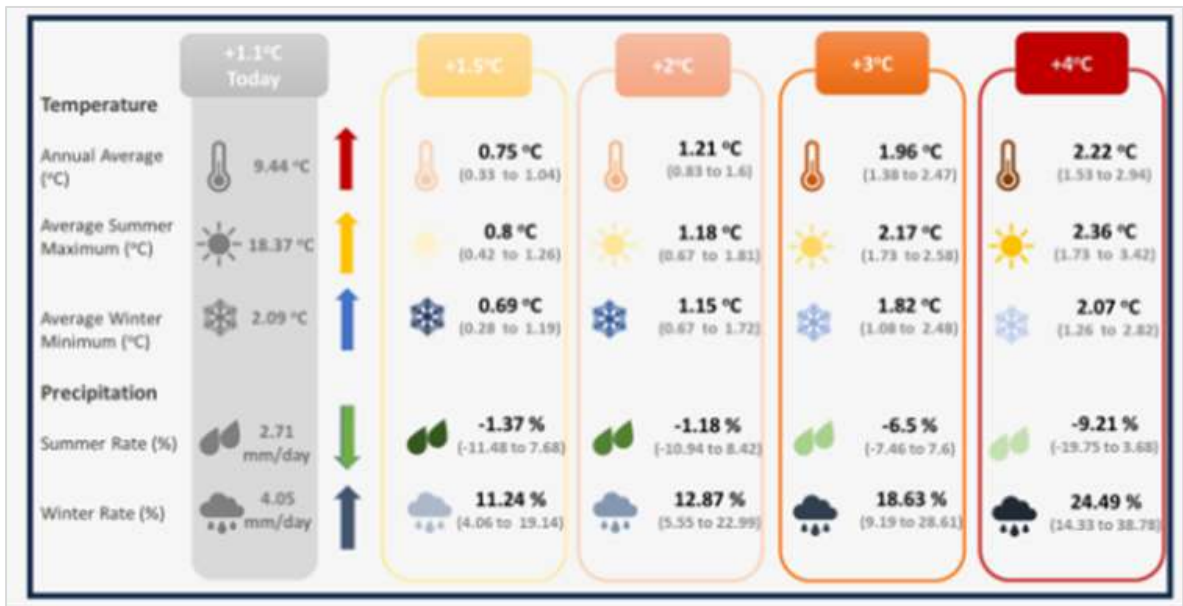 +1.1°C
Today
+1.5°C
+2°C
+3°C
+4°C
Temperature
Annual Average
(°C)
9.44 °C
0.75 °C
(0.33 to 1.04)
1.21 °C
(0.83 to 1.6)
1.96 °C
(1.38 to 2.47)
2.22 °C
(1.53 to 2.94)
Average Summer
Maximum (°C)
18.37 °C
0.8 °C
(0.42 to 1.26)
1.18 °C
(0.67 to 1.81)
2.17 °C
(1.73 to 2.58)
2.36 °C
(1.73 to 3.42)
Average Winter
Minimum (°C)
2.09 °C
0.69 °C
(0.28 to 1.19)
1.15 °C
(0.67 to 1.72)
1.82 °C
(1.08 to 2.48)
2.07 °C
(1.26 to 2.82)
Precipitation
Summer Rate (%)
2.71
mm/day
-1.37 %
(-11.48 to 7.68)
-1.18 %
(-10.94 to 8.42)
-6.5 %
(-7.46 to 7.6)
-9.21 %
(-19.75 to 3.68)
Winter Rate (%)
4.05
mm/day
11.24 %
(4.06 to 19.14)
12.87 %
(5.55 to 22.99)
18.63 %
(9.19 to 28.61)
24.49 %
(14.33 to 38.78)